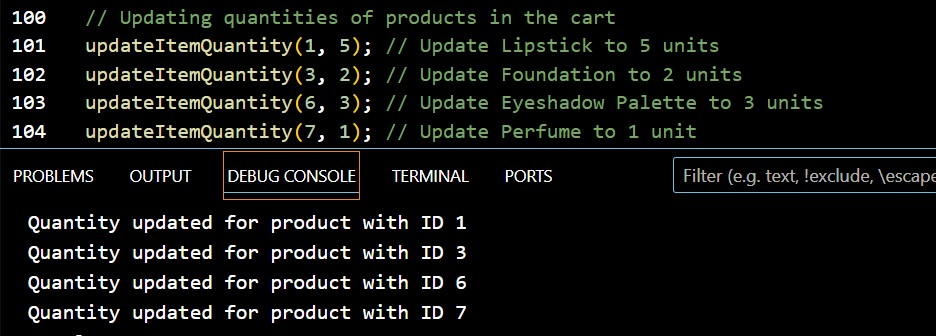 100 // Updating quantities of products in the cart
101 updateItemQuantity(1, 5); // Update Lipstick to 5 units
102 updateItemQuantity(3, 2); // Update Foundation to 2 units
103 updateItemQuantity(6, 3); // Update Eyeshadow Palette to 3 units
104 updateItemQuantity(7, 1); // Update Perfume to 1 unit
PROBLEMS OUTPUT DEBUG CONSOLE TERMINAL PORTS Filter (e.g. text, !exclude, \escape
Quantity updated for product with ID 1
Quantity updated for product with ID 3
Quantity updated for product with ID 6
Quantity updated for product with ID 7